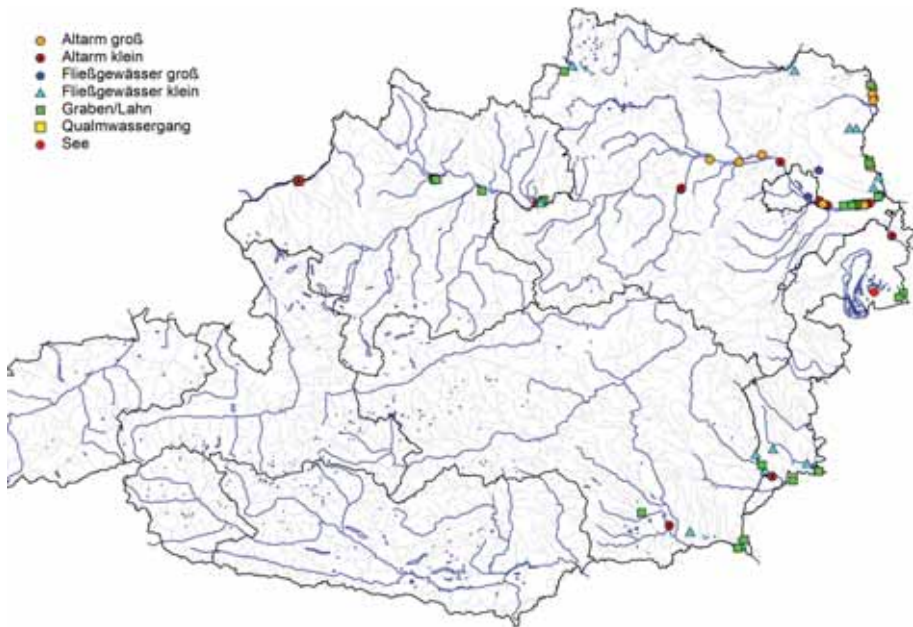 Altarm groß
Altarm klein
Fließgewässer groß
Fließgewässer klein
Graben/Lahn
Qualmwassergang
See